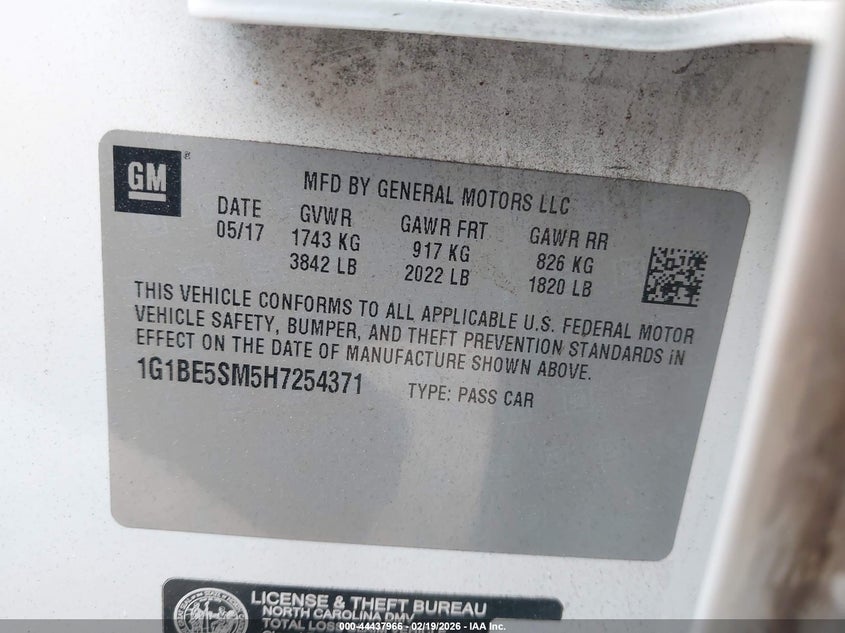 GM
MFD BY GENERAL MOTORS LLC
DATE GVWR GAWR FRT GAWR RR
05/17 1743 KG 917 KG 826 KG
3842 LB 2022 LB 1820 LB
THIS VEHICLE CONFORMS TO ALL APPLICABLE U.S. FEDERAL MOTOR
VEHICLE SAFETY, BUMPER, AND THEFT PREVENTION STANDARDS IN
EFFECT ON THE DATE OF MANUFACTURE SHOWN ABOVE.
1G1BE5SM5H7254371 TYPE: PASS CAR
LICENSE & THEFT BUREAU
NORTH CAROLINA DMV
TOTAL LOSS
000-44437966 - 02/19/2026 - IAA Inc.